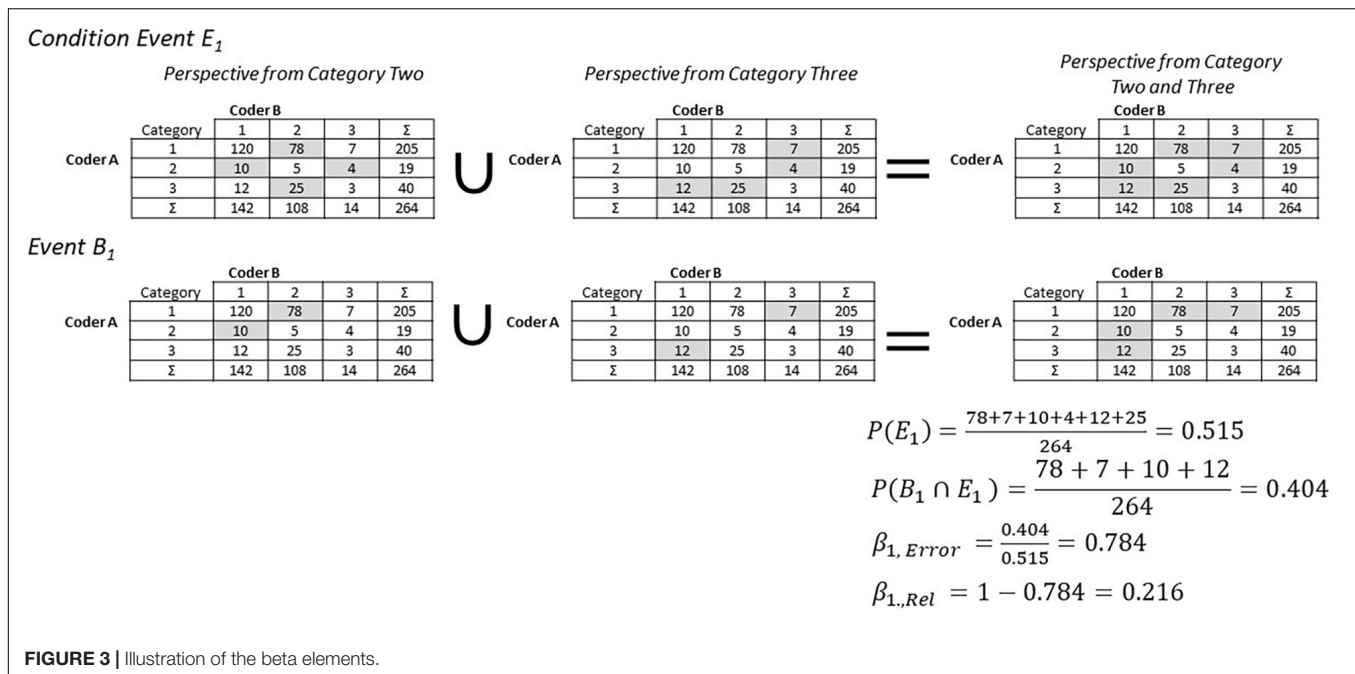 Condition Event E₁
Perspective from Category Two
Perspective from Category Three
Perspective from Category
Two and Three
Coder B
Coder B
Coder B
Category 1 2 3 Σ
Category 1 2 3 Σ
Category 1 2 3 Σ
1 120 78 7 205
1 120 78 7 205
1 120 78 7 205
Coder A
2 10 5 4 19
∪
Coder A
2 10 5 4 19
=
Coder A
2 10 5 4 19
3 12 25 3 40
3 12 25 3 40
3 12 25 3 40
Σ 142 108 14 264
Σ 142 108 14 264
Σ 142 108 14 264
Event B₁
Coder B
Coder B
Coder B
Category 1 2 3 Σ
Category 1 2 3 Σ
Category 1 2 3 Σ
Coder A
1 120 78 7 205
∪
Coder A
1 120 78 7 205
=
Coder A
1 120 78 7 205
2 10 5 4 19
2 10 5 4 19
2 10 5 4 19
3 12 25 3 40
3 12 25 3 40
3 12 25 3 40
Σ 142 108 14 264
Σ 142 108 14 264
Σ 142 108 14 264
P(E₁) = (78+7+10+4+12+25)/264 = 0.515
P(B₁ ∩ E₁) = (78 + 7 + 10 + 12)/264 = 0.404
β₁, Error = 0.404/0.515 = 0.784
β₁.,Rel = 1 − 0.784 = 0.216
FIGURE 3 | Illustration of the beta elements.